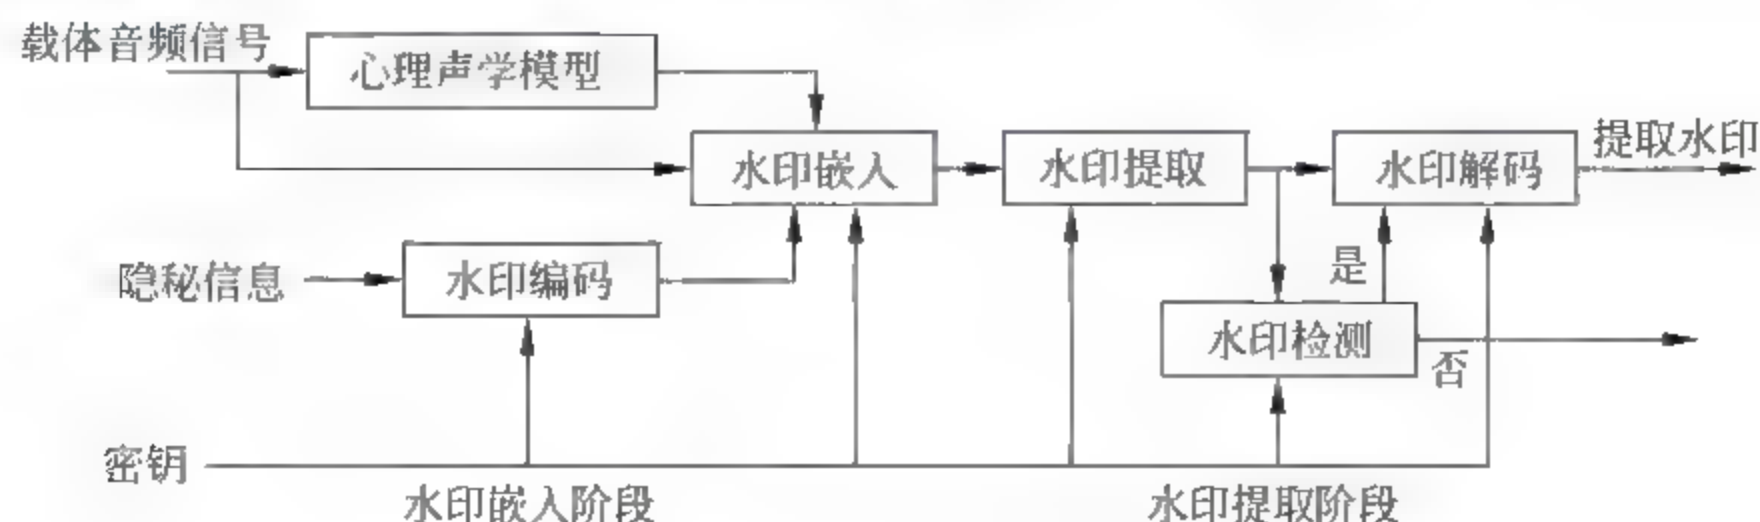 载体音频信号
心理声学模型
水印嵌入
水印提取
水印解码
提取水印
隐秘信息
水印编码
是
水印检测
否
密钥
水印嵌入阶段
水印提取阶段